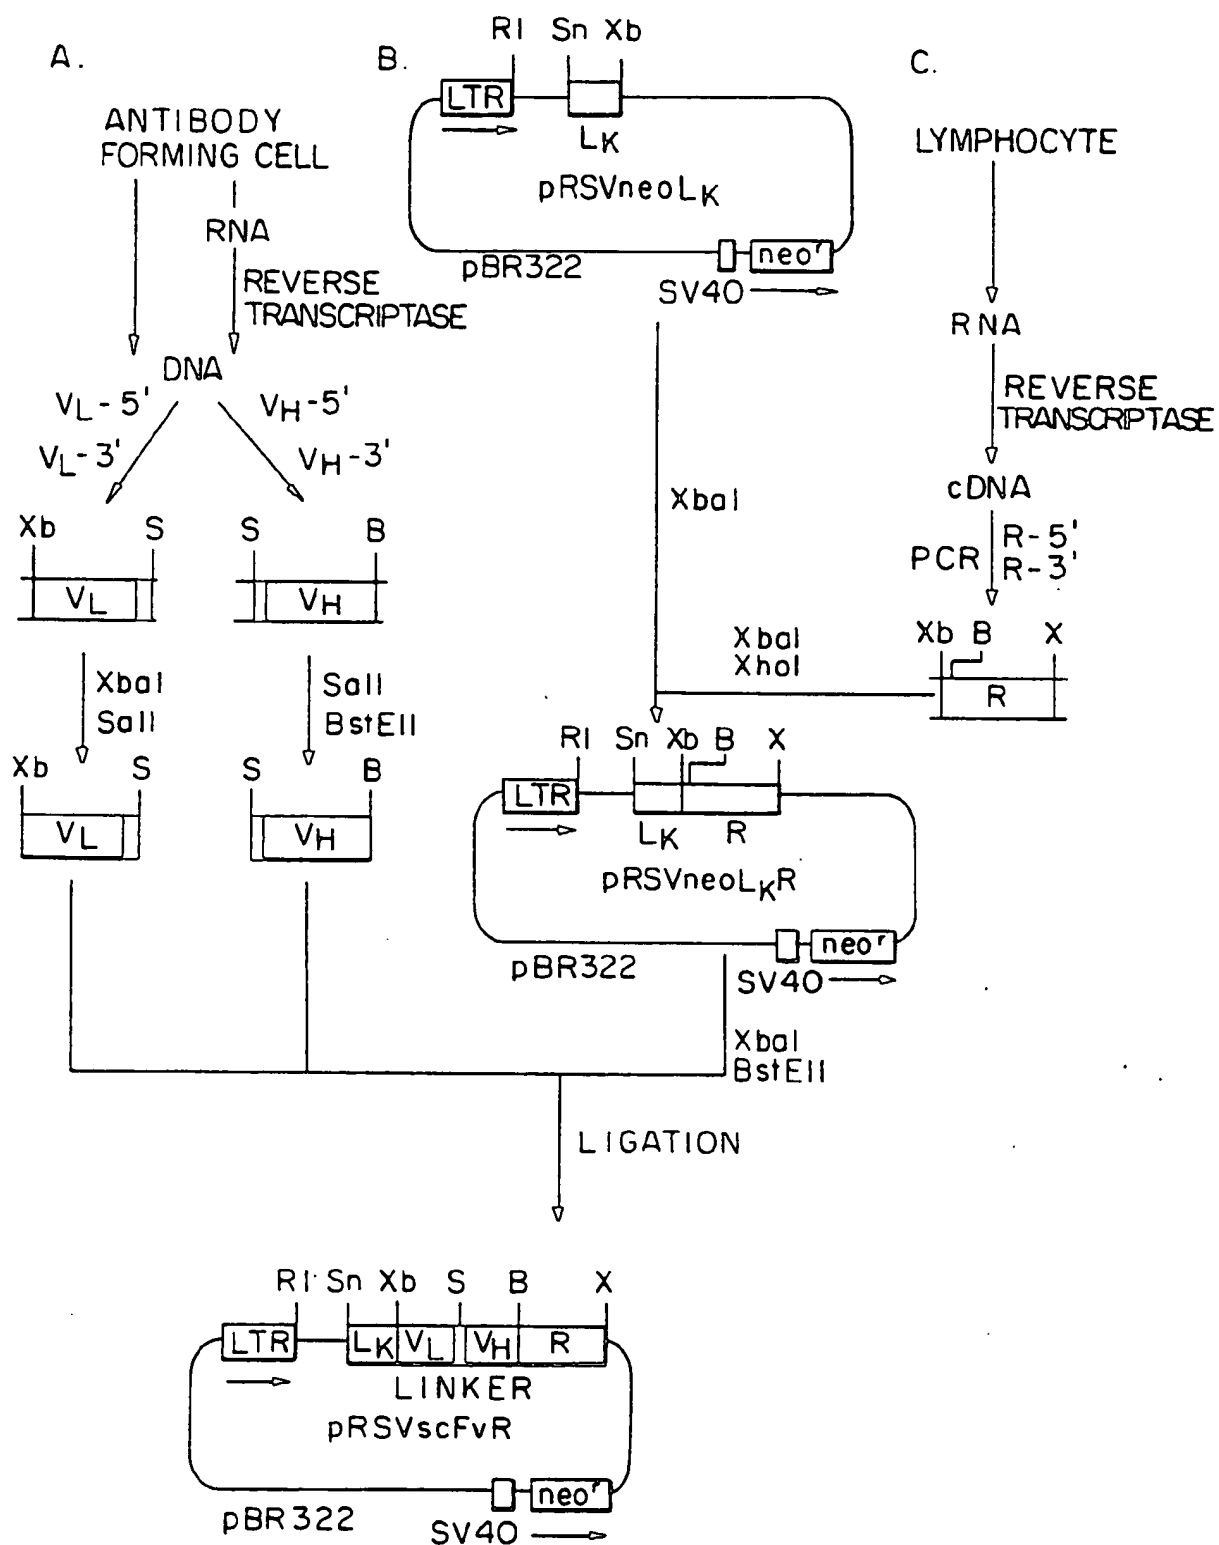 A.
ANTIBODY
FORMING CELL
RNA
REVERSE
TRANSCRIPTASE
DNA
VL-5'
VL-3'
VH-5'
VH-3'
Xb S
VL
S B
VH
XbaI
SalI
SalI
BstEII
Xb S
VL
S B
VH
B.
RI Sn Xb
LTR
LK
pRSVneoLK
pBR322
neor
SV40
XbaI
C.
LYMPHOCYTE
RNA
REVERSE
TRANSCRIPTASE
cDNA
PCR
R-5'
R-3'
Xb B X
R
XbaI
XhoI
RI Sn Xb B X
LTR
LK R
pRSVneoLKR
pBR322
neor
SV40
XbaI
BstEII
LIGATION
RI Sn Xb S B X
LTR LK VL VH R
LINKER
pRSVscFvR
pBR322
neor
SV40